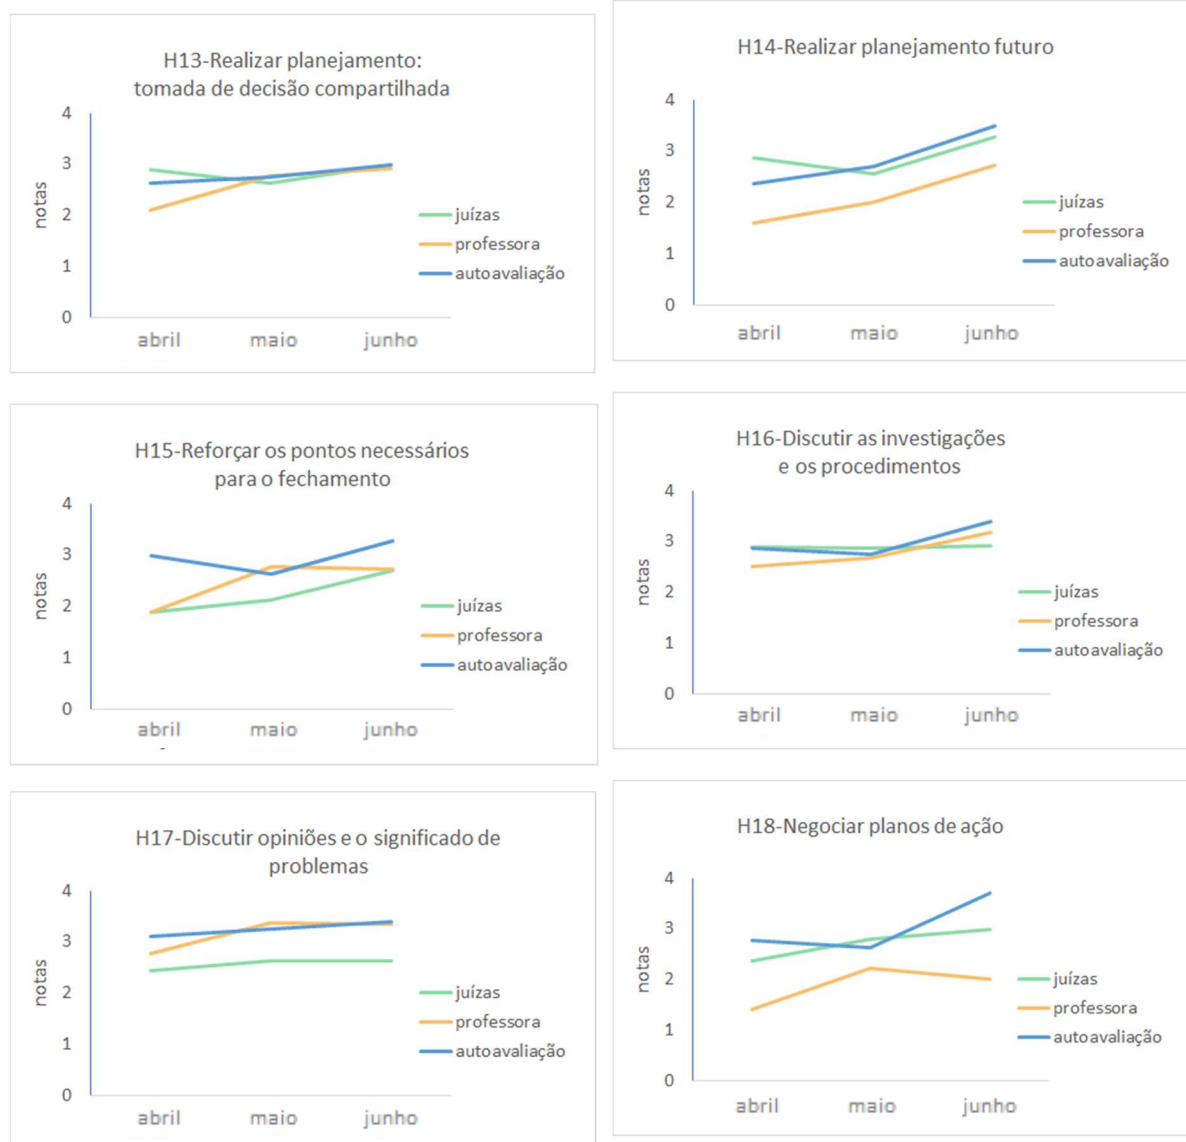 H13-Realizar planejamento:
tomada de decisão compartilhada
4
3
2
1
0
notas
abril maio junho
juízas
professora
autoavaliação
H14-Realizar planejamento futuro
4
3
2
1
0
notas
abril maio junho
juízas
professora
autoavaliação
H15-Reforçar os pontos necessários
para o fechamento
4
3
2
1
0
notas
abril maio junho
juízas
professora
autoavaliação
H16-Discutir as investigações
e os procedimentos
4
3
2
1
0
notas
abril maio junho
juízas
professora
autoavaliação
H17-Discutir opiniões e o significado de
problemas
4
3
2
1
0
notas
abril maio junho
juízas
professora
autoavaliação
H18-Negociar planos de ação
4
3
2
1
0
notas
abril maio junho
juízas
professora
autoavaliação